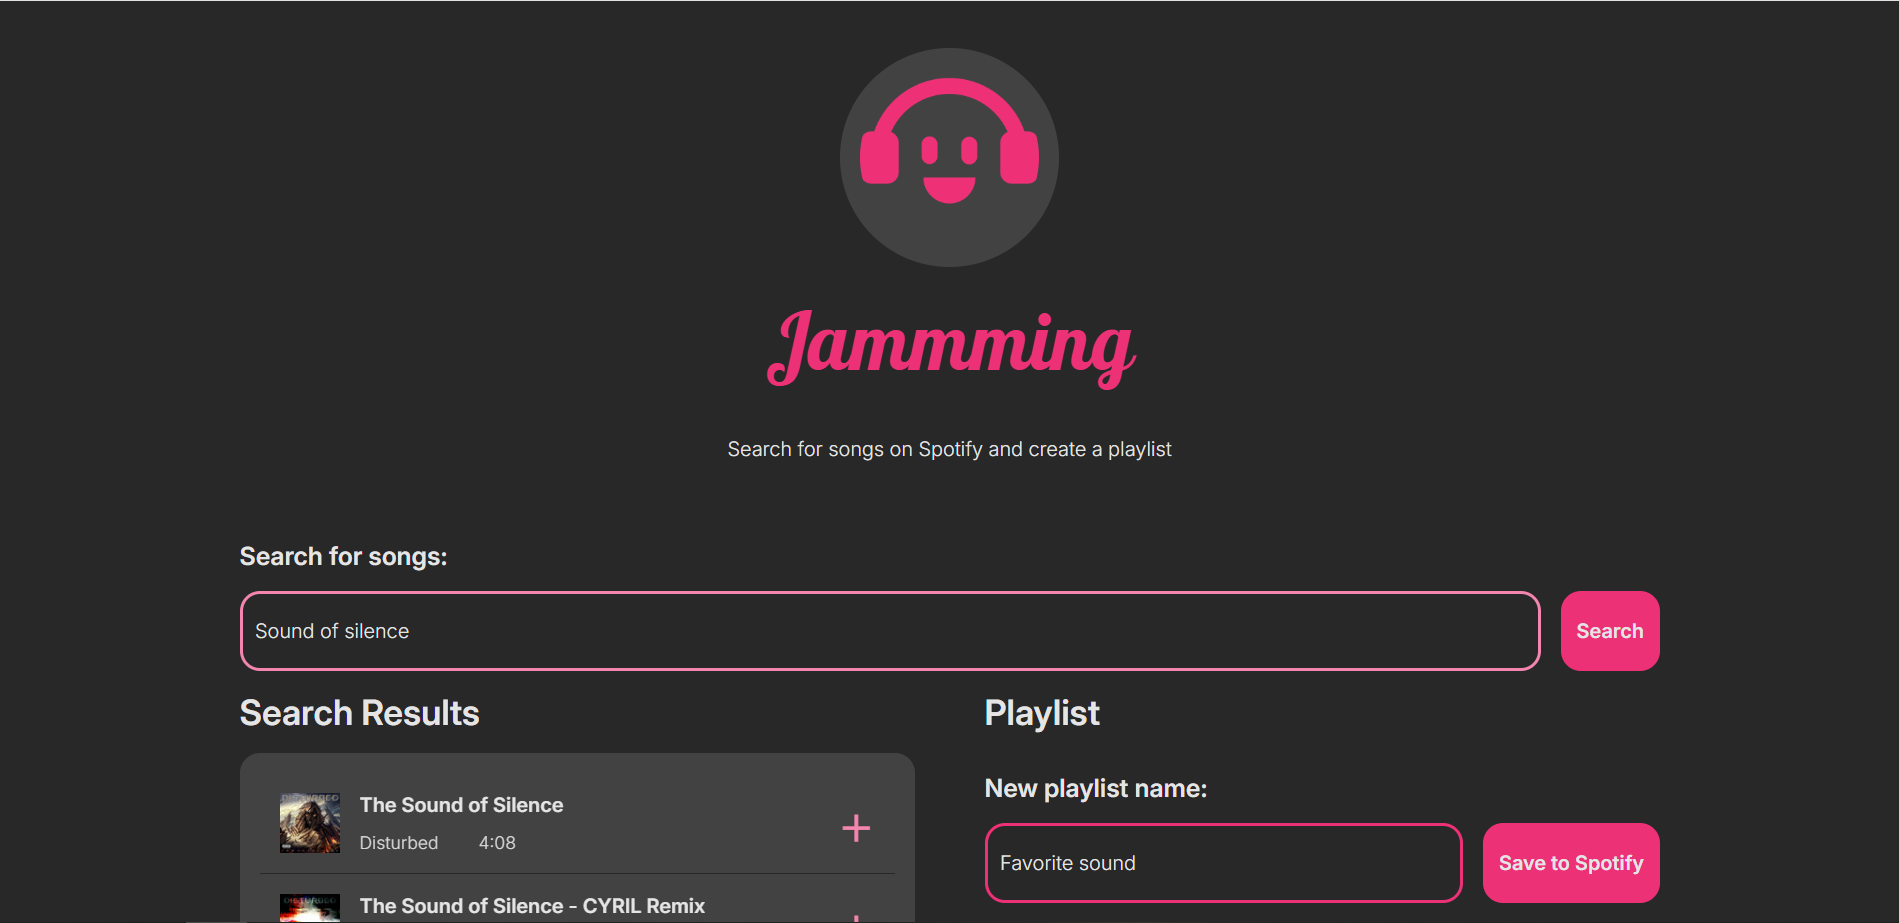 Jammming
Search for songs on Spotify and create a playlist
Search for songs:
Sound of silence
Search
Search Results
The Sound of Silence
Disturbed 4:08
The Sound of Silence - CYRIL Remix
Playlist
New playlist name:
Favorite sound
Save to Spotify